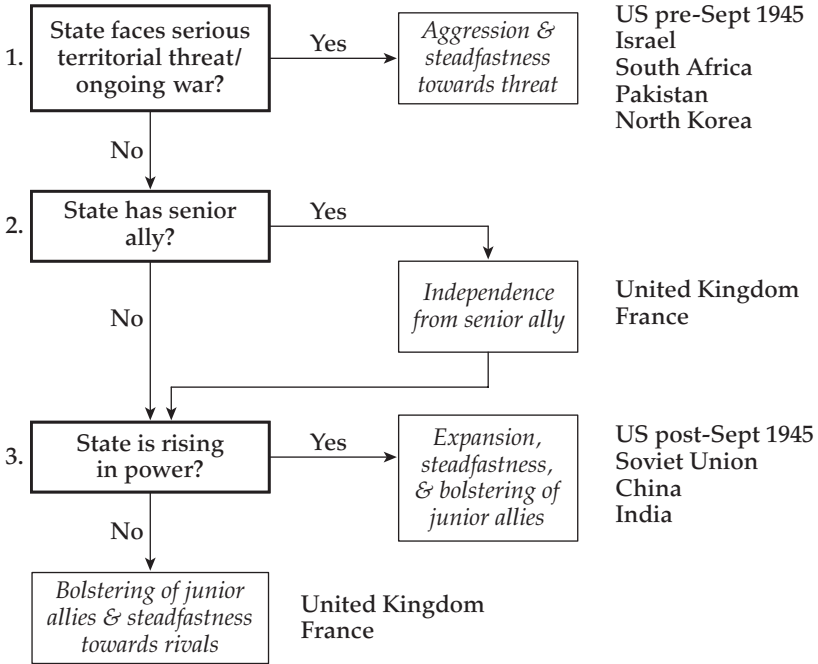 1.
State faces serious
territorial threat/
ongoing war?
Yes
Aggression &
steadfastness
towards threat
US pre-Sept 1945
Israel
South Africa
Pakistan
North Korea
No
2.
State has senior
ally?
Yes
Independence
from senior ally
United Kingdom
France
No
3.
State is rising
in power?
Yes
Expansion,
steadfastness,
& bolstering of
junior allies
US post-Sept 1945
Soviet Union
China
India
No
Bolstering of junior
allies & steadfastness
towards rivals
United Kingdom
France